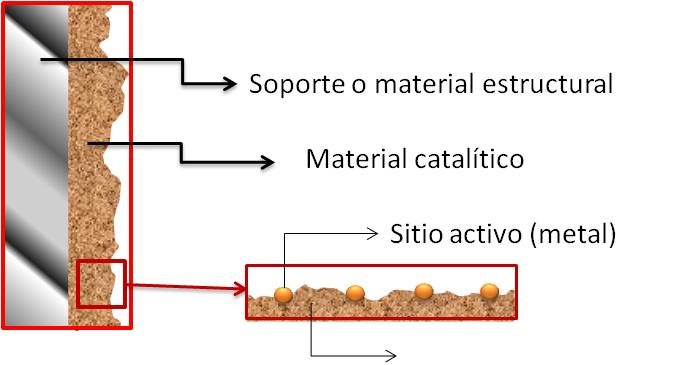 Soporte o material estructural
Material catalítico
Sitio activo (metal)